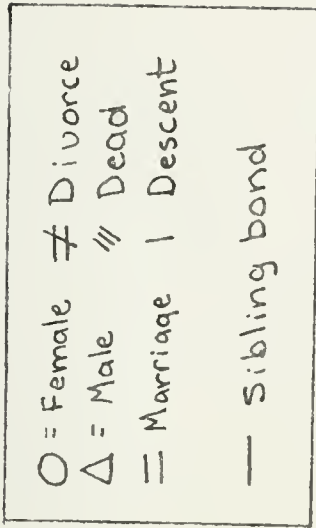 O = Female ≠ Divorce
△ = Male /// Dead
= Marriage | Descent
— Sibling bond